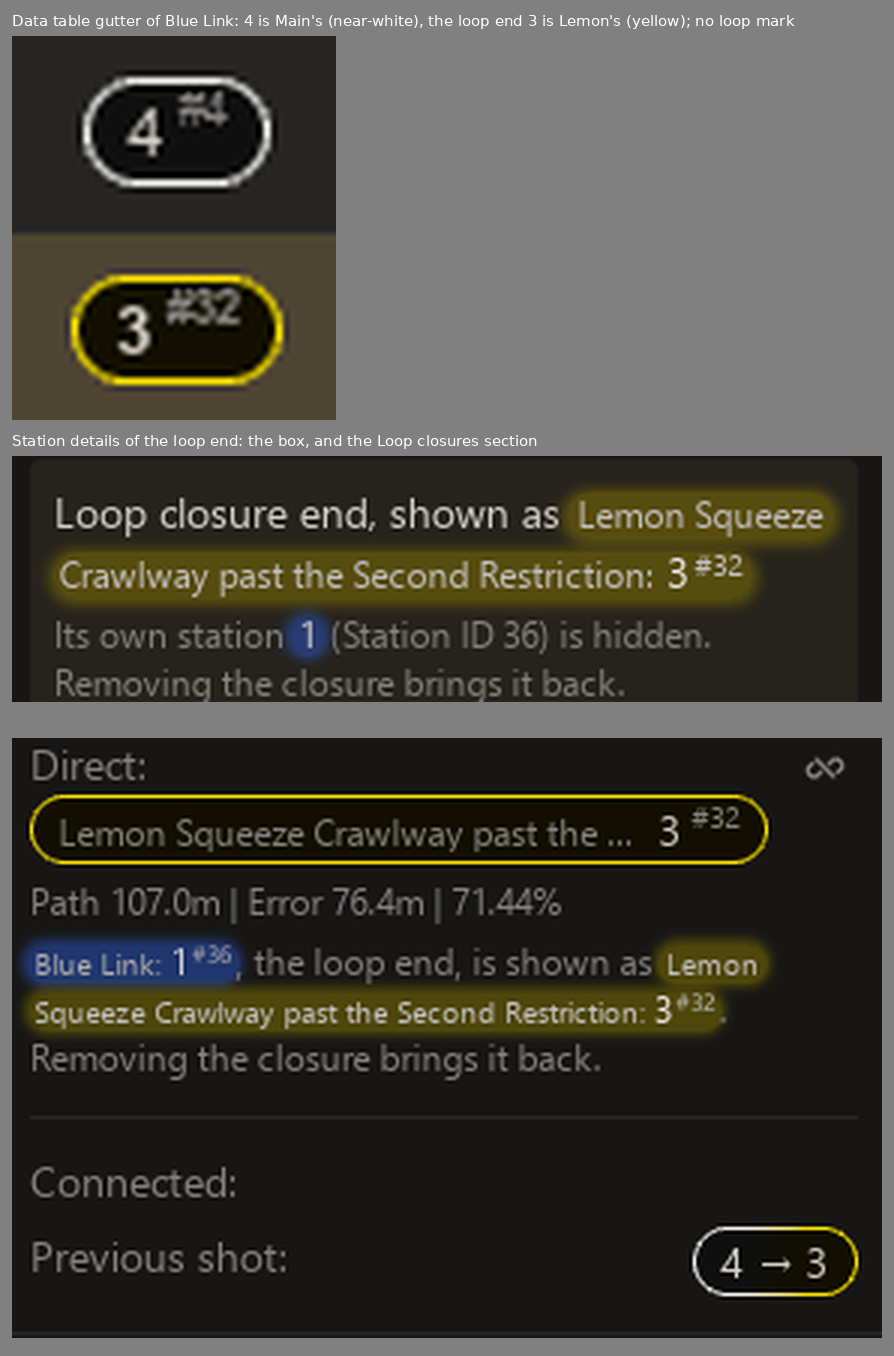 Data table gutter of Blue Link: 4 is Main's (near-white), the loop end 3 is Lemon's (yellow); no loop mark
4 #4
3 #32
Station details of the loop end: the box, and the Loop closures section
Loop closure end, shown as Lemon Squeeze
Crawlway past the Second Restriction: 3 #32
Its own station 1 (Station ID 36) is hidden.
Removing the closure brings it back.
Direct:
Lemon Squeeze Crawlway past the ... 3 #32
Path 107.0m | Error 76.4m | 71.44%
Blue Link: 1 #36, the loop end, is shown as Lemon
Squeeze Crawlway past the Second Restriction: 3 #32.
Removing the closure brings it back.
Connected:
Previous shot: 4 → 3